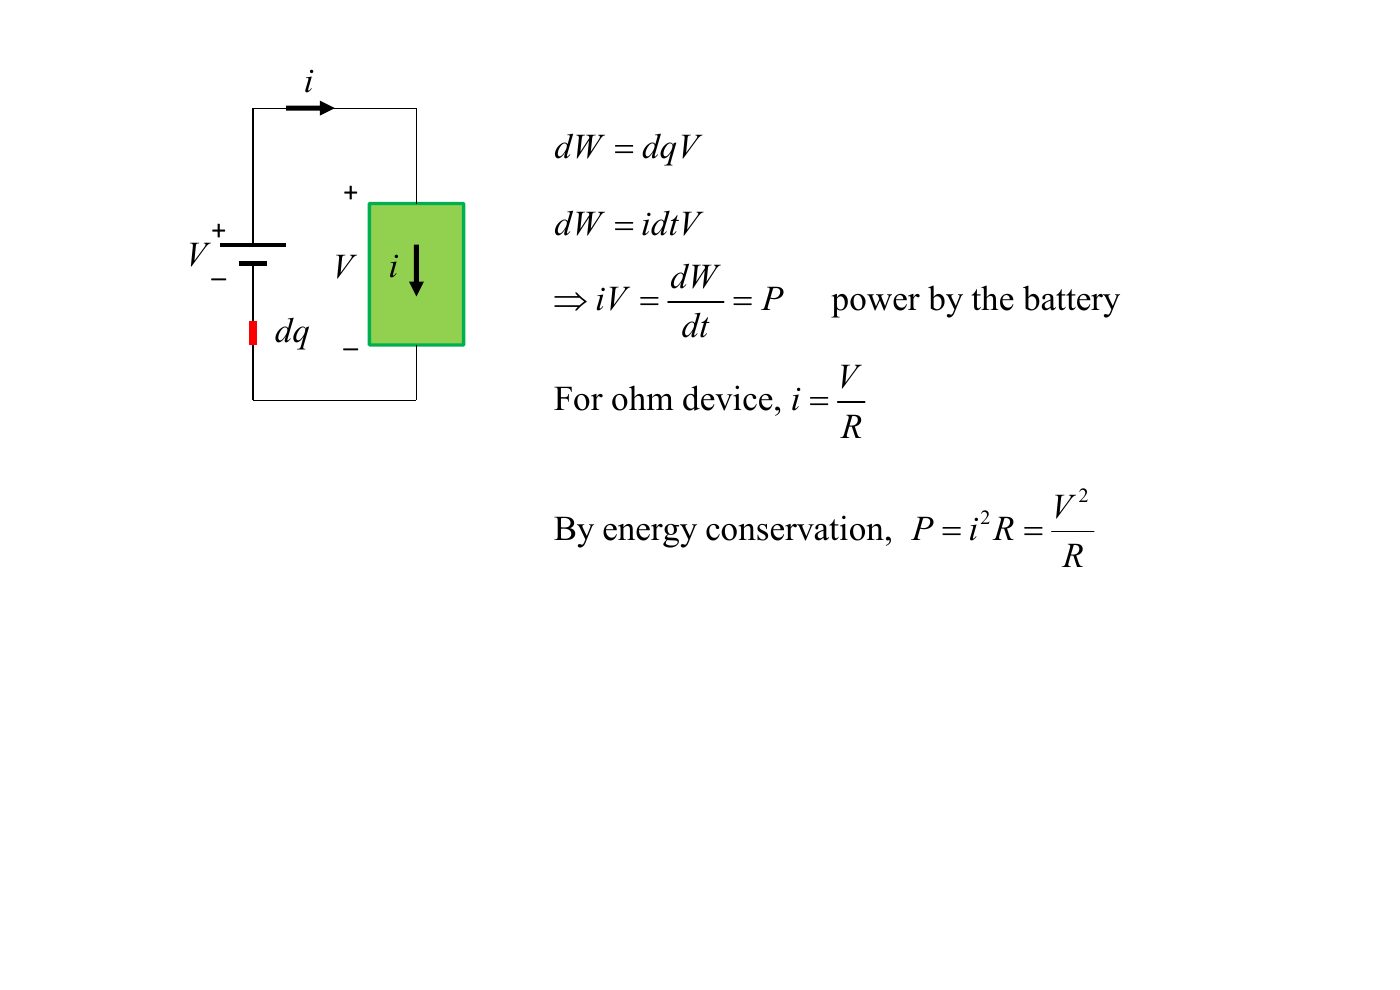 i
+
+
V
–
V
i
dq
–
dW = dqV
dW = idtV
⇒ iV = dW/dt = P power by the battery
For ohm device, i = V/R
By energy conservation, P = i²R = V²/R